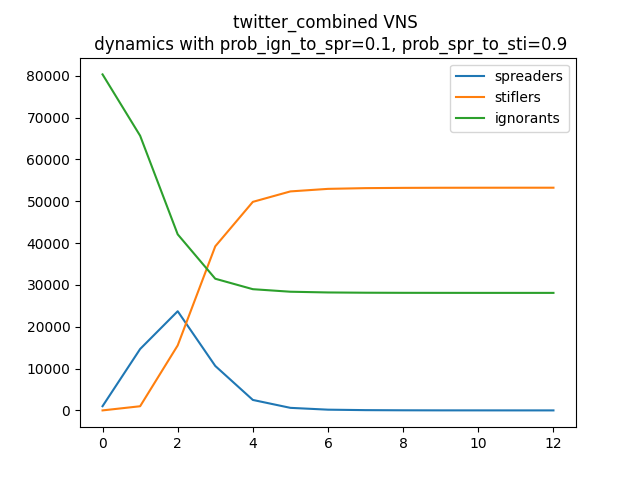 twitter_combined VNS
dynamics with prob_ign_to_spr=0.1, prob_spr_to_sti=0.9
80000
70000
60000
50000
40000
30000
20000
10000
0
spreaders
stiflers
ignorants
0 2 4 6 8 10 12